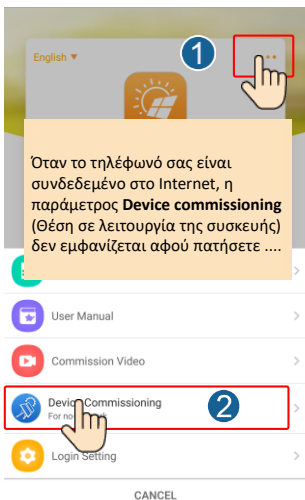 English ▼
1
Όταν το τηλέφωνό σας είναι
συνδεδεμένο στο Internet, η
παράμετρος Device commissioning
(Θέση σε λειτουργία της συσκευής)
δεν εμφανίζεται αφού πατήσετε ....
User Manual
Commission Video
Device Commissioning
2
For no
Login Setting
CANCEL